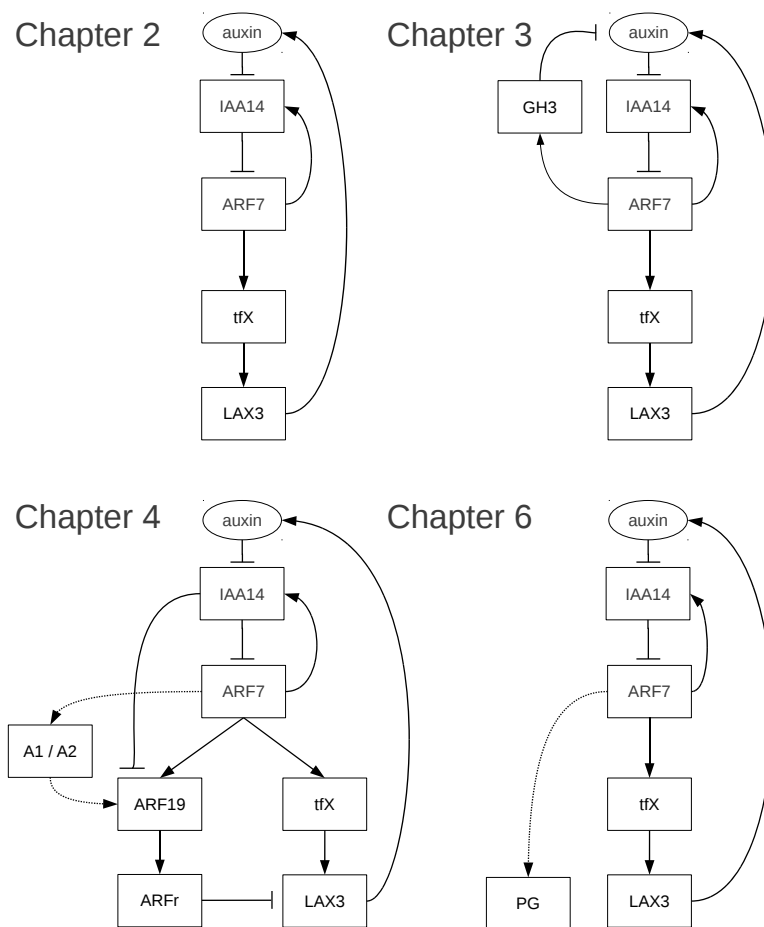 Chapter 2
auxin
IAA14
ARF7
tfX
LAX3
Chapter 3
auxin
GH3
IAA14
ARF7
tfX
LAX3
Chapter 4
auxin
IAA14
ARF7
A1 / A2
ARF19
tfX
ARFr
LAX3
Chapter 6
auxin
IAA14
ARF7
tfX
PG
LAX3